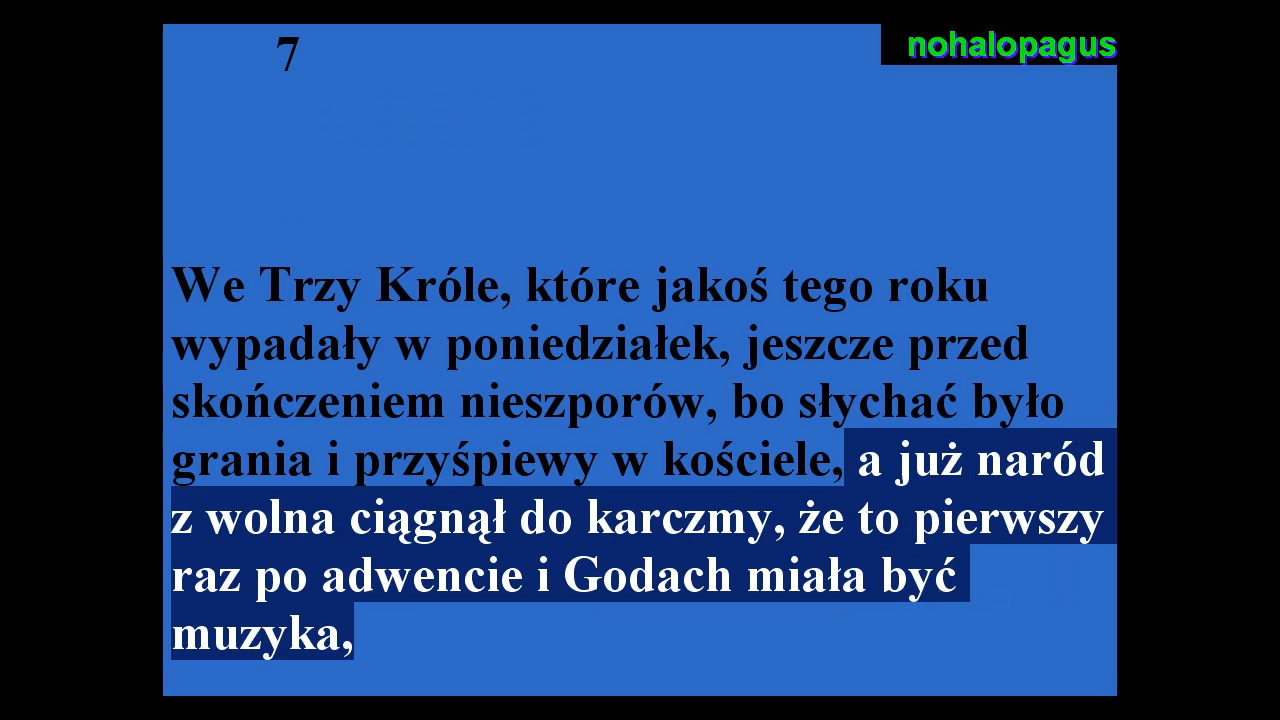 7
nohalopagus
We Trzy Króle, które jakoś tego roku
wypadały w poniedziałek, jeszcze przed
skończeniem nieszporów, bo słychać było
grania i przyśpiewy w kościele, a już naród
z wolna ciągnął do karczmy, że to pierwszy
raz po adwencie i Godach miała być
muzyka,